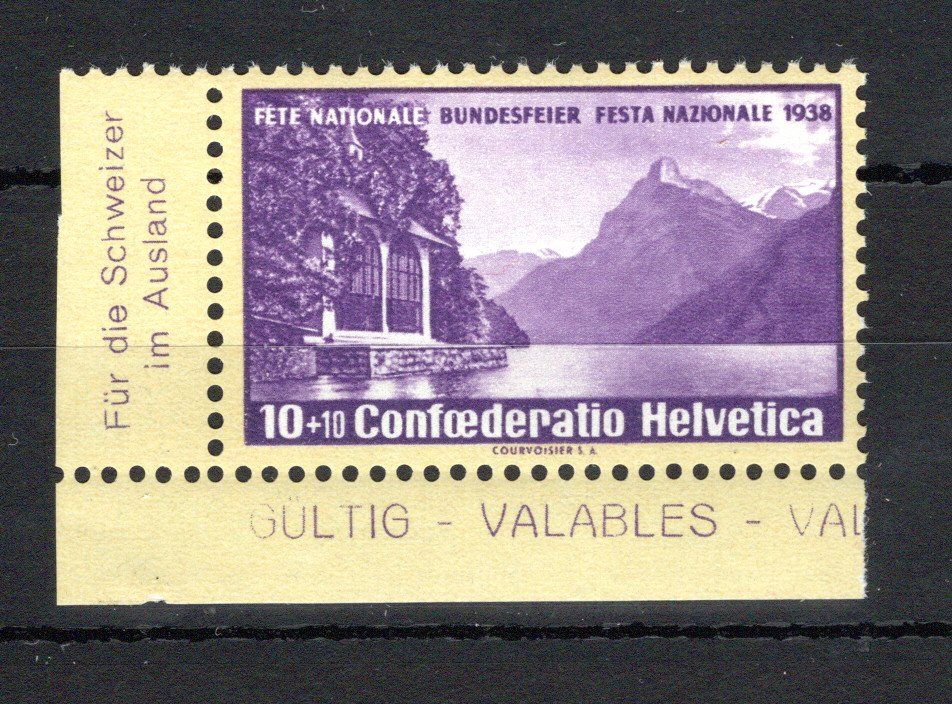 Für die Schweizer
im Ausland
FÊTE NATIONALE BUNDESFEIER FESTA NAZIONALE 1938
10+10 Confœderatio Helvetica
COURVOISIER S. A.
GÜLTIG - VALABLES - VAL